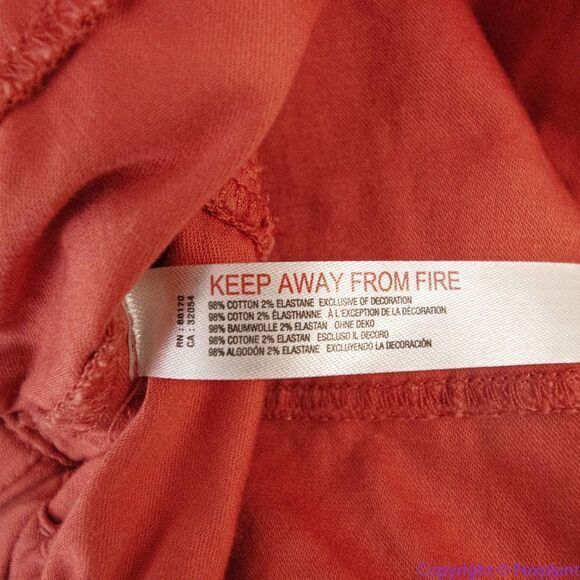 KEEP AWAY FROM FIRE
98% COTTON 2% ELASTANE EXCLUSIVE OF DECORATION
98% COTON 2% ÉLASTHANNE À L'EXCEPTION DE LA DÉCORATION
98% BAUMWOLLE 2% ELASTAN OHNE DEKO
98% COTONE 2% ELASTAN ESCLUSO IL DECORO
98% ALGODÓN 2% ELASTANE EXCLUYENDO LA DECORACIÓN
RN : 88170
CA : 32054